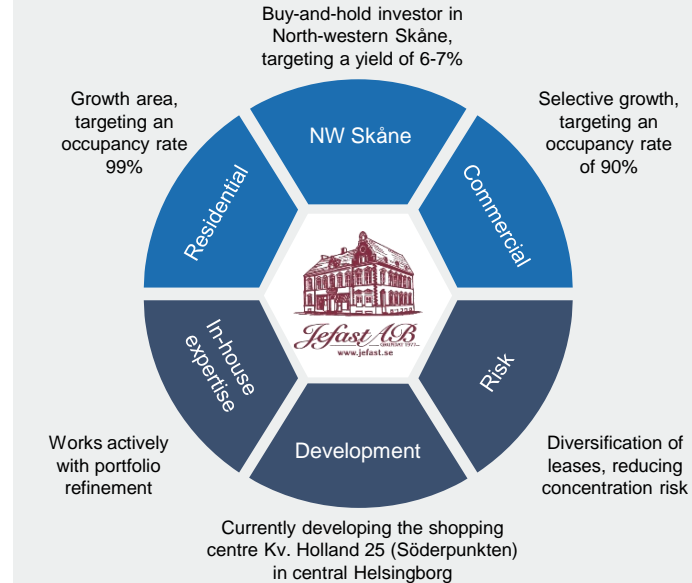 Buy-and-hold investor in
North-western Skåne,
targeting a yield of 6-7%
Growth area,
targeting an
occupancy rate
99%
Selective growth,
targeting an
occupancy rate
of 90%
NW Skåne
Residential
Commercial
Jefast AB
GRUNDAT 1971
www.jefast.se
In-house
expertise
Risk
Development
Works actively
with portfolio
refinement
Diversification of
leases, reducing
concentration risk
Currently developing the shopping
centre Kv. Holland 25 (Söderpunkten)
in central Helsingborg